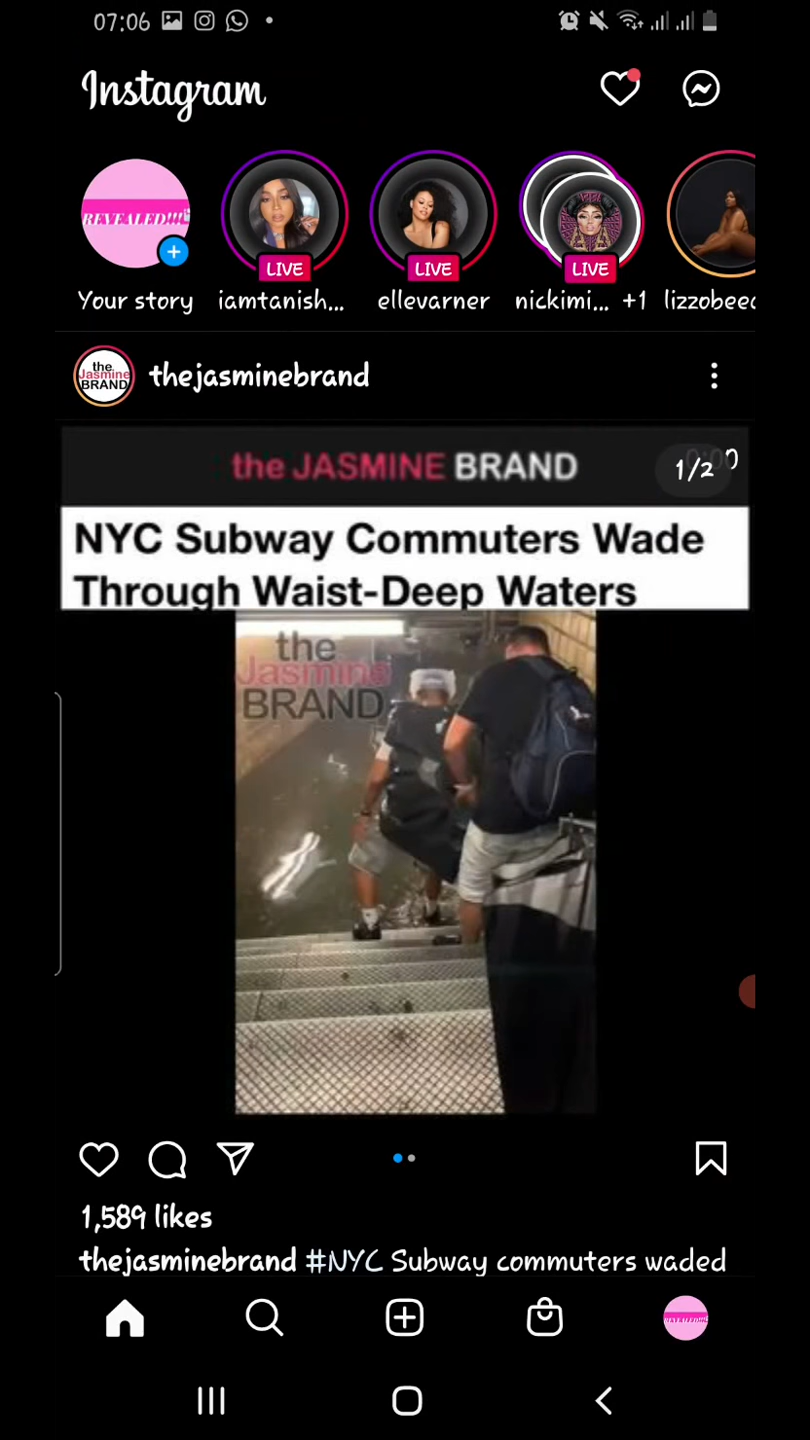 07:06
Instagram
REVEALED!!!
LIVE
LIVE
LIVE
Your story
iamtanish...
ellevarner
nickimi... +1
lizzobeec
the
Jasmine
BRAND
thejasminebrand
the JASMINE BRAND
1/2
NYC Subway Commuters Wade
Through Waist-Deep Waters
the
Jasmine
BRAND
1,589 likes
thejasminebrand #NYC Subway commuters waded
REVEALED!!!